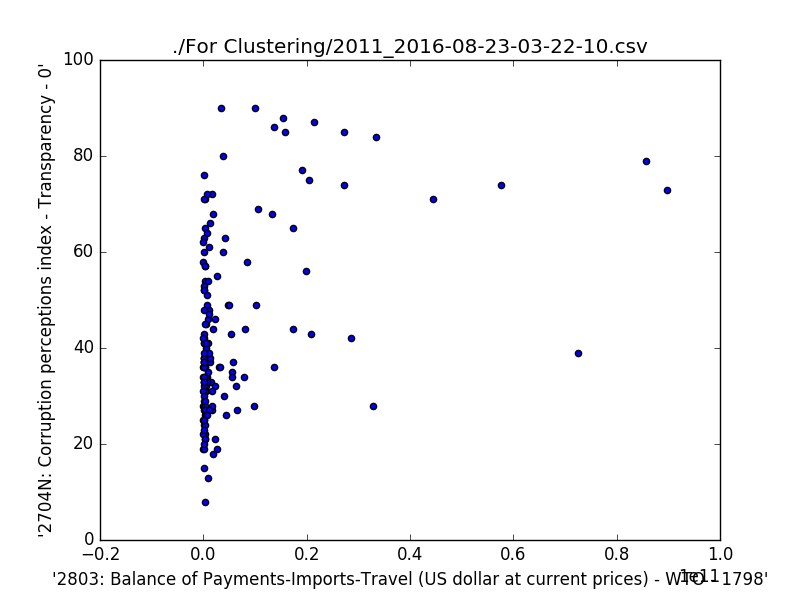 ./For Clustering/2011_2016-08-23-03-22-10.csv
'2704N: Corruption perceptions index - Transparency - 0'
100
80
60
40
20
0
−0.2 0.0 0.2 0.4 0.6 0.8 1.0
1e11
'2803: Balance of Payments-Imports-Travel (US dollar at current prices) - WTO - 1798'